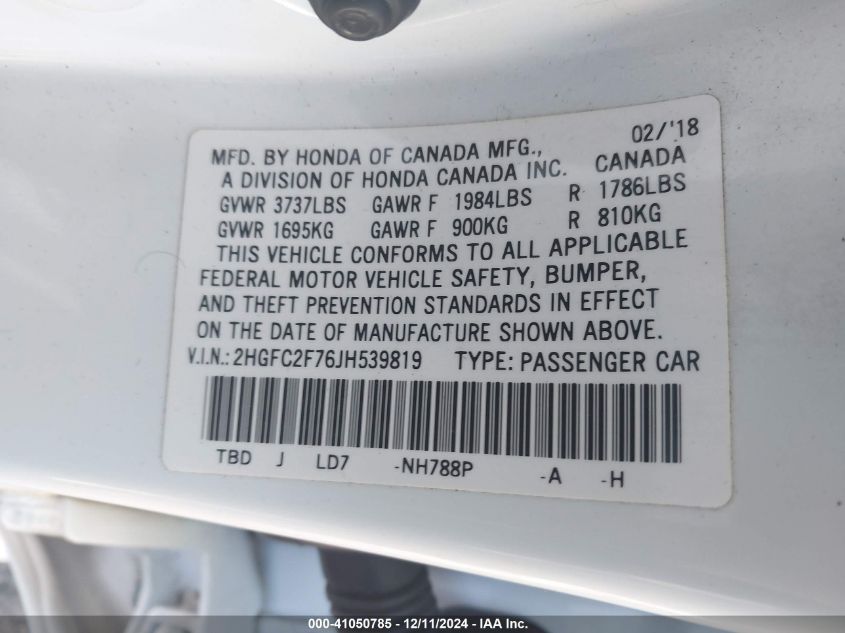 02/'18
MFD. BY HONDA OF CANADA MFG.,
A DIVISION OF HONDA CANADA INC. CANADA
GVWR 3737LBS GAWR F 1984LBS R 1786LBS
GVWR 1695KG GAWR F 900KG R 810KG
THIS VEHICLE CONFORMS TO ALL APPLICABLE
FEDERAL MOTOR VEHICLE SAFETY, BUMPER,
AND THEFT PREVENTION STANDARDS IN EFFECT
ON THE DATE OF MANUFACTURE SHOWN ABOVE.
V.I.N.: 2HGFC2F76JH539819 TYPE: PASSENGER CAR
TBD J LD7 -NH788P -A -H
000-41050785 - 12/11/2024 - IAA Inc.